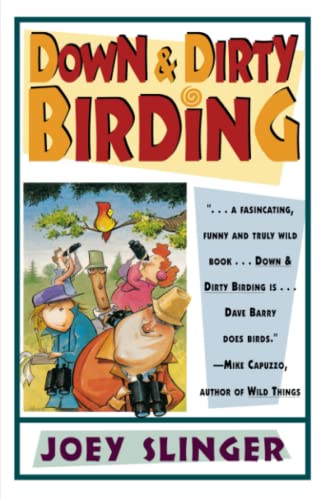 DOWN & DIRTY
BIRDING
". . . A FASINCATING,
FUNNY AND TRULY WILD
BOOK . . . DOWN &
DIRTY BIRDING IS . . .
DAVE BARRY
DOES BIRDS."
—MIKE CAPUZZO,
AUTHOR OF WILD THINGS
JOEY SLINGER